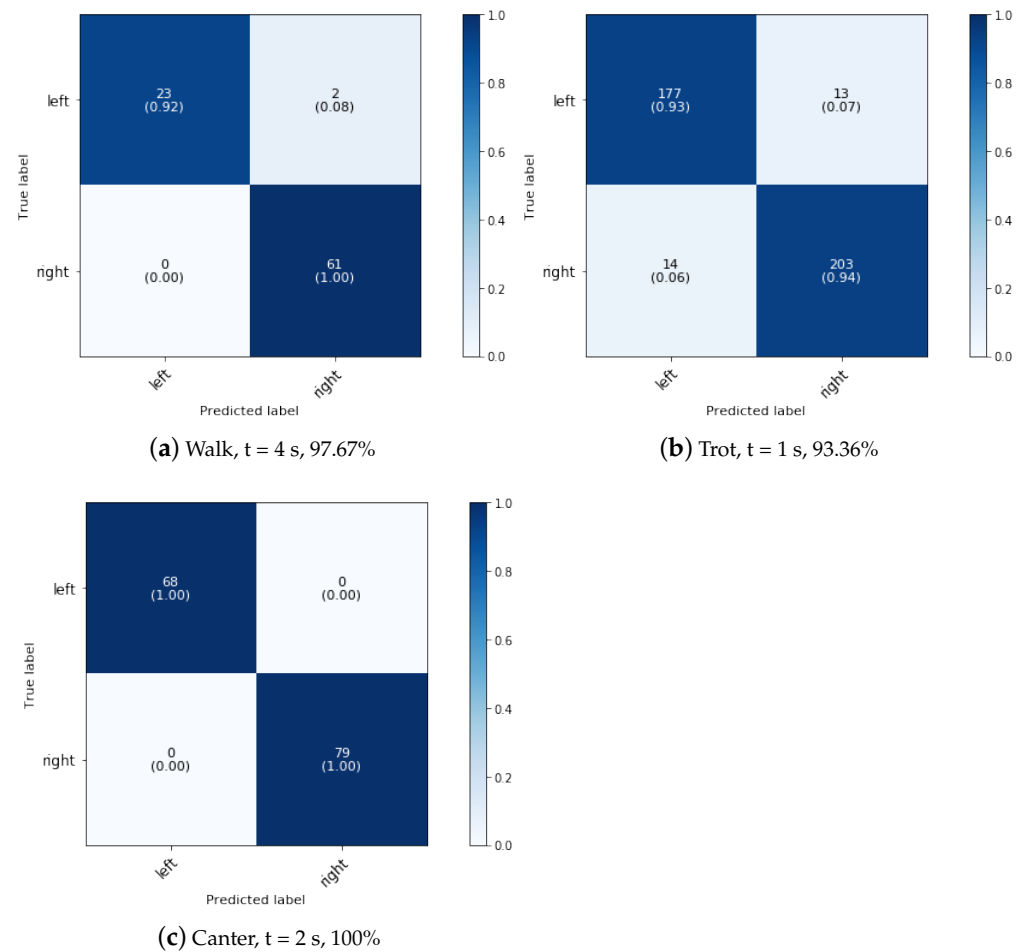 1.0
0.8
0.6
0.4
0.2
0.0
True label
left
right
23
(0.92)
2
(0.08)
0
(0.00)
61
(1.00)
left
right
Predicted label
(a) Walk, t = 4 s, 97.67%
1.0
0.8
0.6
0.4
0.2
0.0
True label
left
right
177
(0.93)
13
(0.07)
14
(0.06)
203
(0.94)
left
right
Predicted label
(b) Trot, t = 1 s, 93.36%
1.0
0.8
0.6
0.4
0.2
0.0
True label
left
right
68
(1.00)
0
(0.00)
0
(0.00)
79
(1.00)
left
right
Predicted label
(c) Canter, t = 2 s, 100%